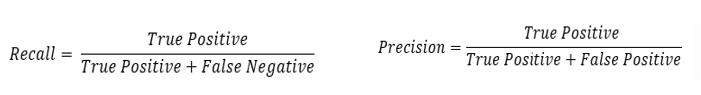 Recall = True Positive / True Positive + False Negative
Precision = True Positive / True Positive + False Positive